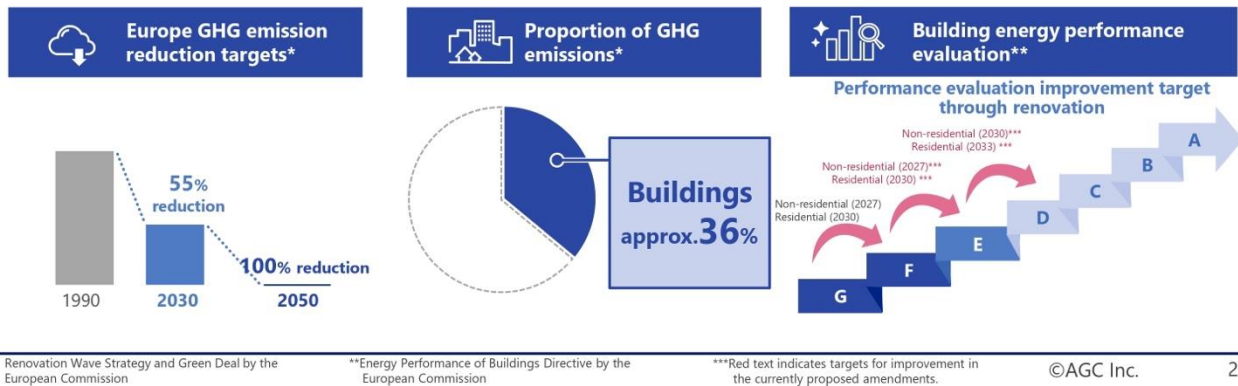 Europe GHG emission
reduction targets*
Proportion of GHG
emissions*
Building energy performance
evaluation**
55%
reduction
100% reduction
1990
2030
2050
Buildings
approx.36%
Performance evaluation improvement target
through renovation
Non-residential (2030)***
Residential (2033) ***
Non-residential (2027)***
Residential (2030) ***
Non-residential (2027)
Residential (2030)
G
F
E
D
C
B
A
Renovation Wave Strategy and Green Deal by the
European Commission
**Energy Performance of Buildings Directive by the
European Commission
***Red text indicates targets for improvement in
the currently proposed amendments.
©AGC Inc.
2